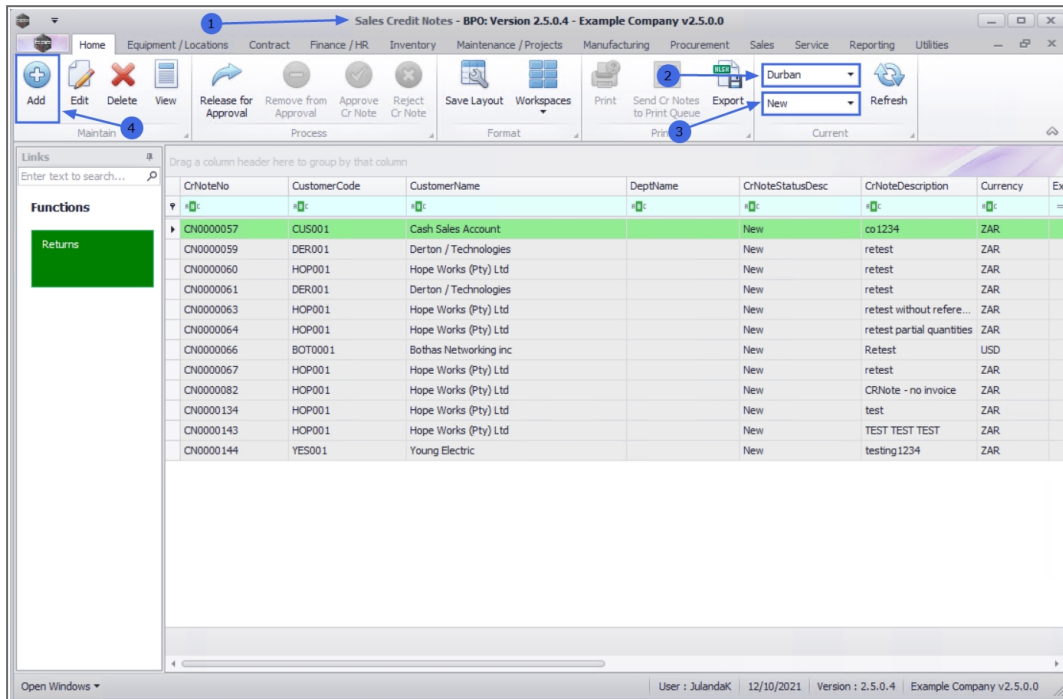 1
Sales Credit Notes - BPO: Version 2.5.0.4 - Example Company v2.5.0.0
Home Equipment / Locations Contract Finance / HR Inventory Maintenance / Projects Manufacturing Procurement Sales Service Reporting Utilities
Add Edit Delete View Release for Approval Remove from Approval Approve Cr Note Reject Cr Note Save Layout Workspaces Print Send Cr Notes to Print Queue Export Refresh
2 Durban
3 New
4
Maintain Process Format Current
Links
Enter text to search...
Functions
Returns
Drag a column header here to group by that column
CrNoteNo CustomerCode CustomerName DeptName CrNoteStatusDesc CrNoteDescription Currency Ex
CN0000057 CUS001 Cash Sales Account New co1234 ZAR
CN0000059 DER001 Derton / Technologies New retest ZAR
CN0000060 HOP001 Hope Works (Pty) Ltd New retest ZAR
CN0000061 DER001 Derton / Technologies New retest ZAR
CN0000063 HOP001 Hope Works (Pty) Ltd New retest without refere... ZAR
CN0000064 HOP001 Hope Works (Pty) Ltd New retest partial quantities ZAR
CN0000066 BOT0001 Bothas Networking inc New Retest USD
CN0000067 HOP001 Hope Works (Pty) Ltd New retest ZAR
CN0000082 HOP001 Hope Works (Pty) Ltd New CRNote - no invoice ZAR
CN0000134 HOP001 Hope Works (Pty) Ltd New test ZAR
CN0000143 HOP001 Hope Works (Pty) Ltd New TEST TEST TEST ZAR
CN0000144 YES001 Young Electric New testing1234 ZAR
Open Windows User : JulandaK 12/10/2021 Version : 2.5.0.4 Example Company v2.5.0.0